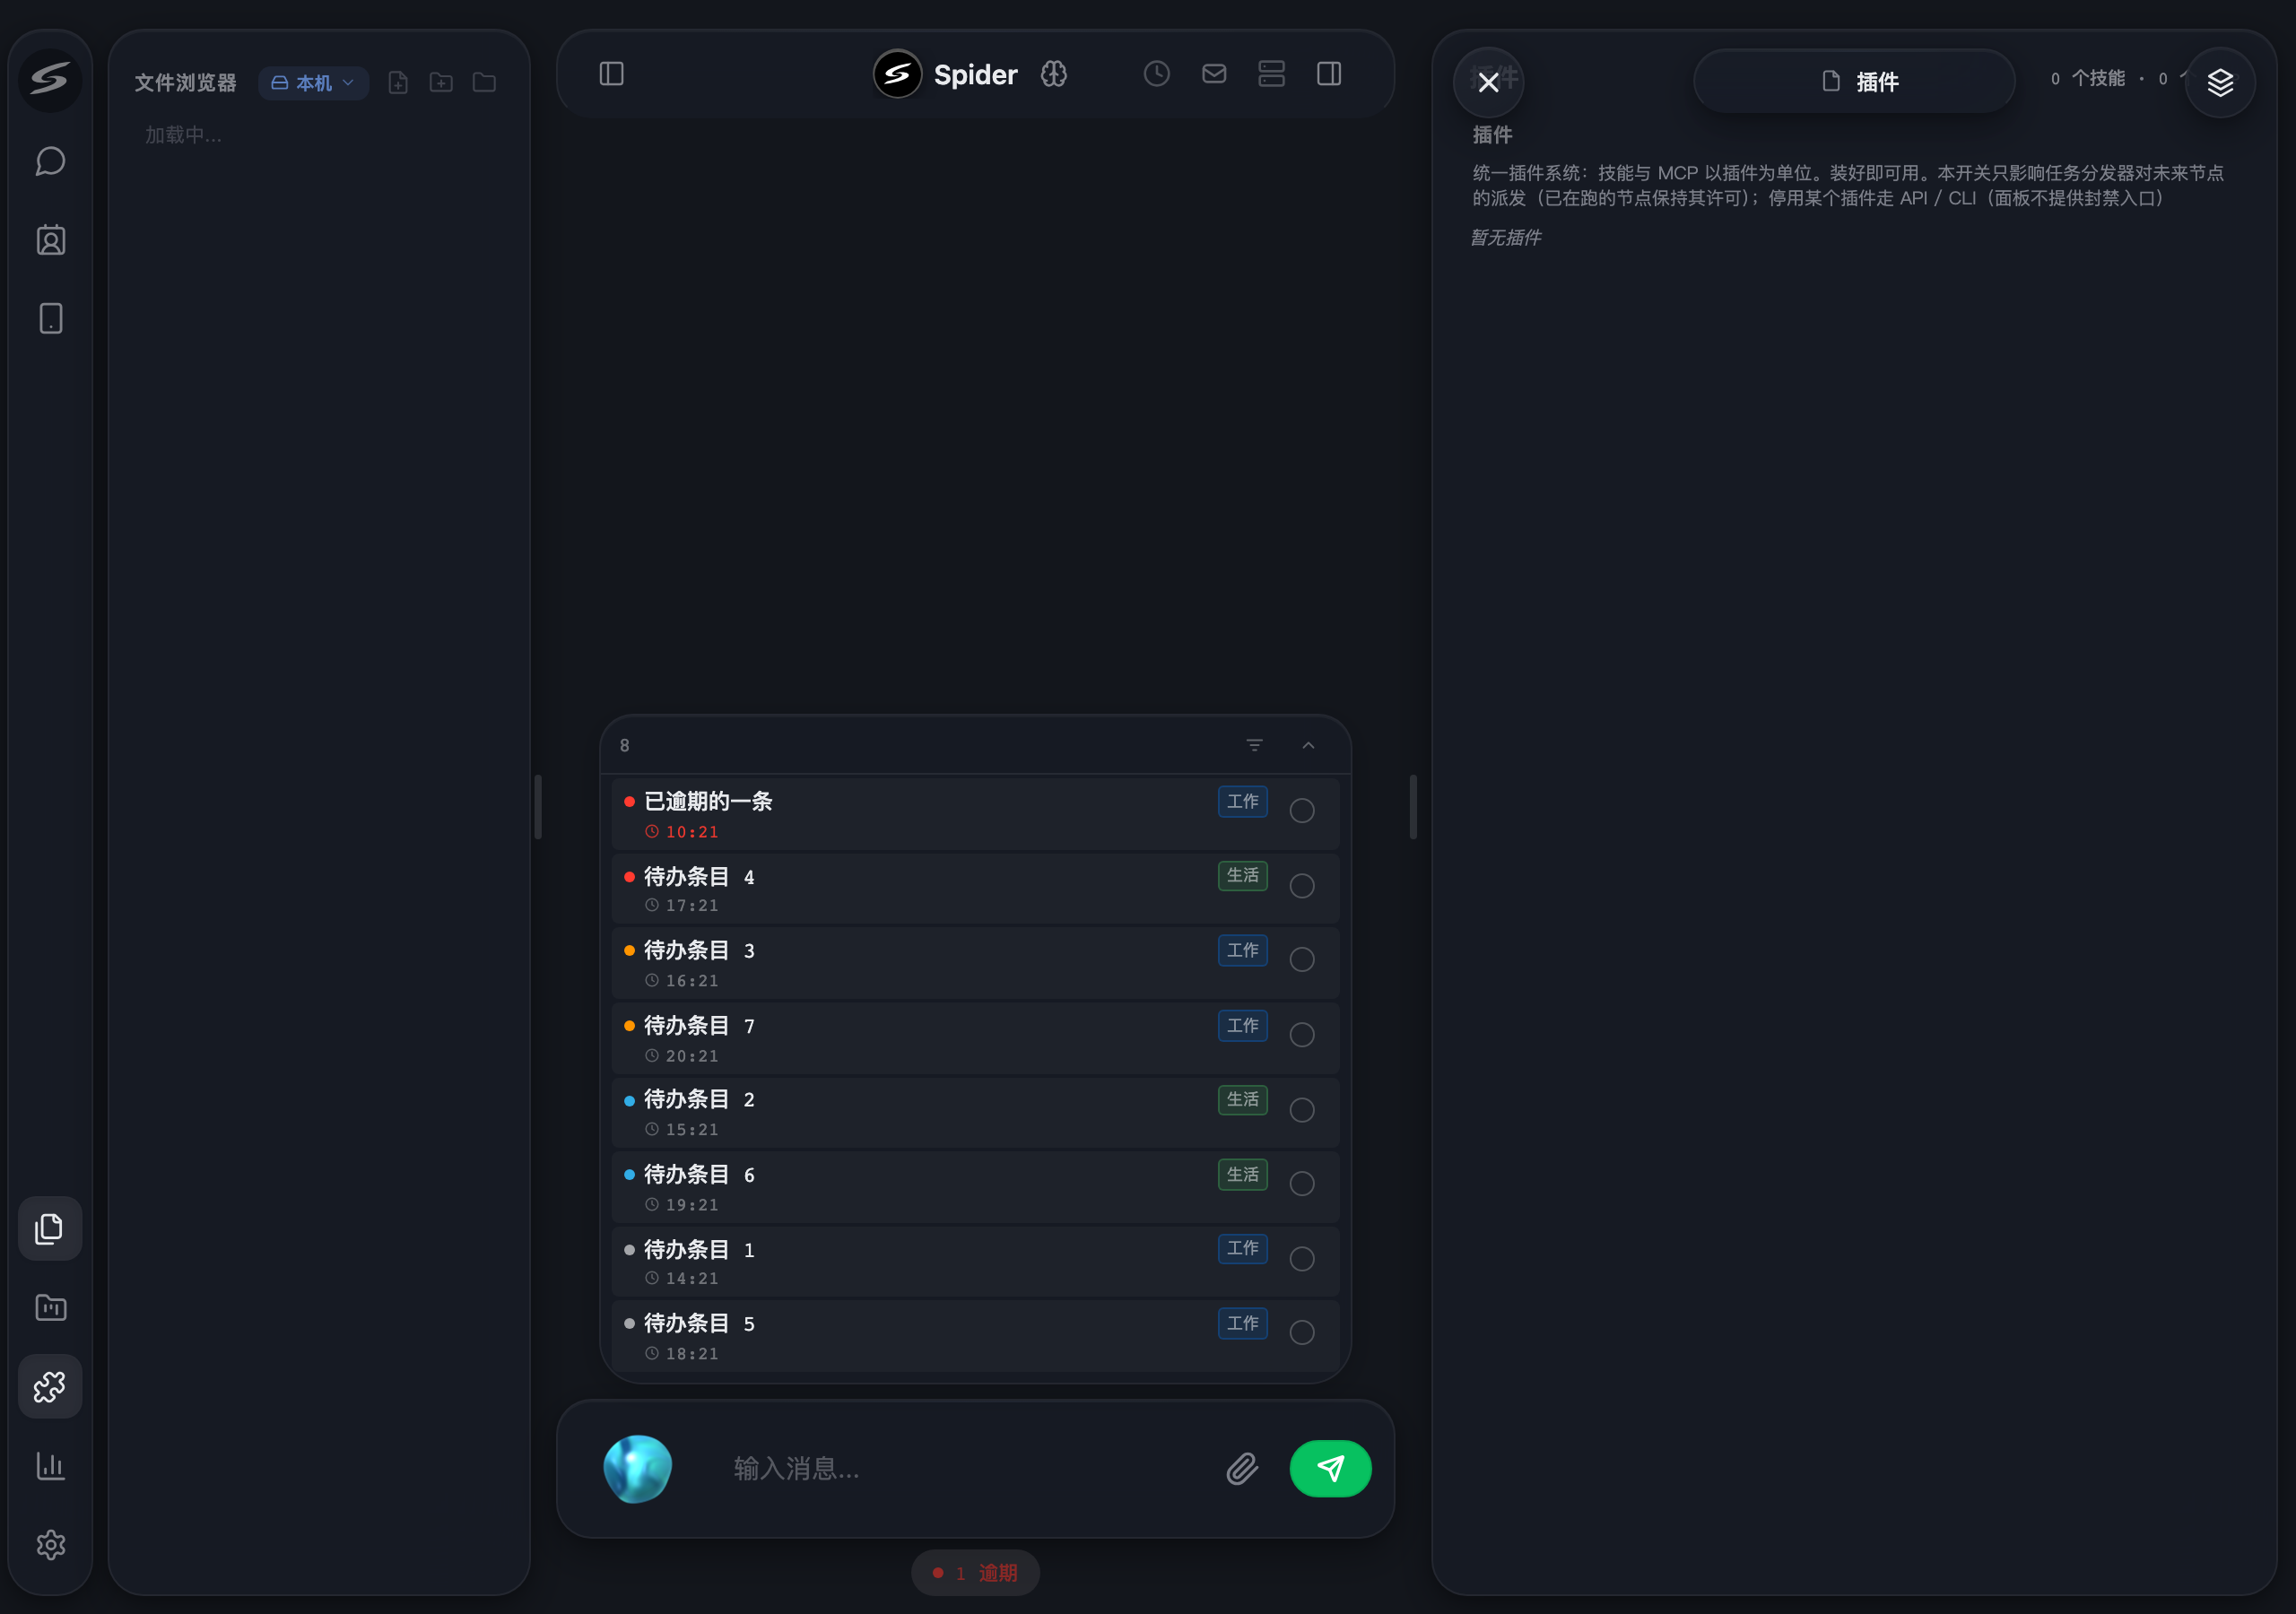 文件浏览器
本机
加载中...
Spider
8
已逾期的一条
工作
10:21
待办条目 4
生活
17:21
待办条目 3
工作
16:21
待办条目 7
工作
20:21
待办条目 2
生活
15:21
待办条目 6
生活
19:21
待办条目 1
工作
14:21
待办条目 5
工作
18:21
输入消息...
1 逾期
插件
插件
0 个技能 · 0 个
插件
统一插件系统：技能与 MCP 以插件为单位。装好即可用。本开关只影响任务分发器对未来节点
的派发（已在跑的节点保持其许可）；停用某个插件走 API / CLI（面板不提供封禁入口）
暂无插件